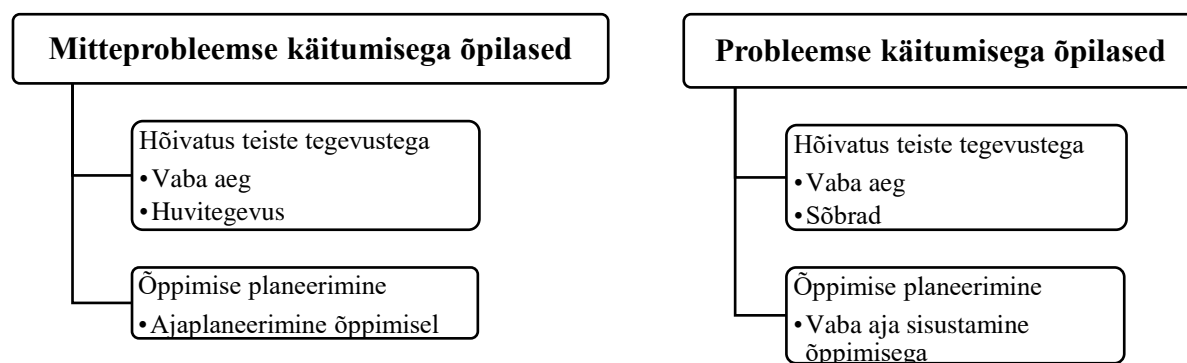 Mitteprobleemse käitumisega õpilased
Hõivatus teiste tegevustega
•Vaba aeg
•Huvitegevus
Õppimise planeerimine
•Ajaplaneerimine õppimisel
Probleemse käitumisega õpilased
Hõivatus teiste tegevustega
•Vaba aeg
•Sõbrad
Õppimise planeerimine
•Vaba aja sisustamine
õppimisega